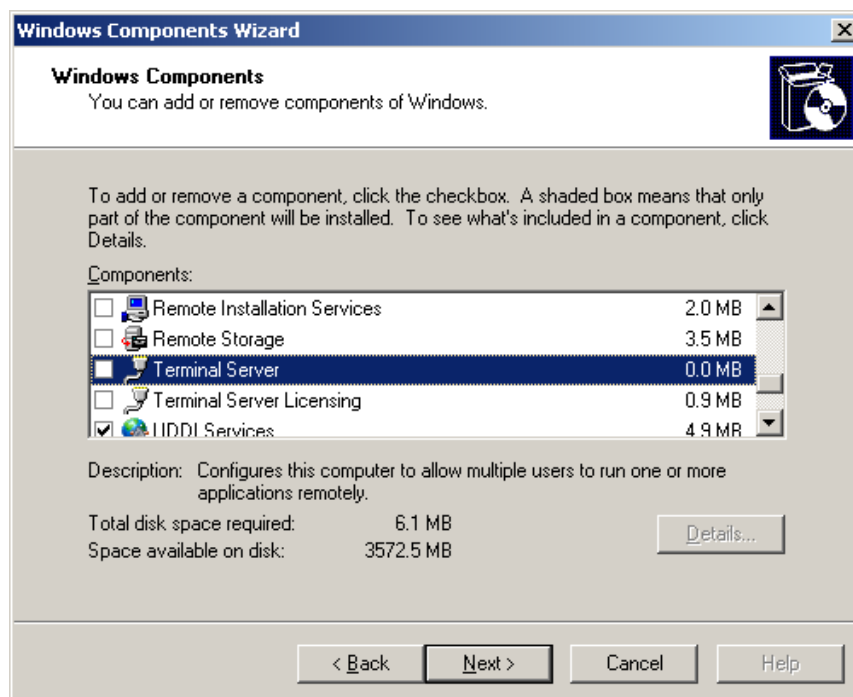 Windows Components Wizard
Windows Components
You can add or remove components of Windows.
To add or remove a component, click the checkbox. A shaded box means that only
part of the component will be installed. To see what's included in a component, click
Details.
Components:
Remote Installation Services 2.0 MB
Remote Storage 3.5 MB
Terminal Server 0.0 MB
Terminal Server Licensing 0.9 MB
UDDI Services 4.9 MB
Description: Configures this computer to allow multiple users to run one or more
applications remotely.
Total disk space required: 6.1 MB
Space available on disk: 3572.5 MB
Details...
< Back
Next >
Cancel
Help